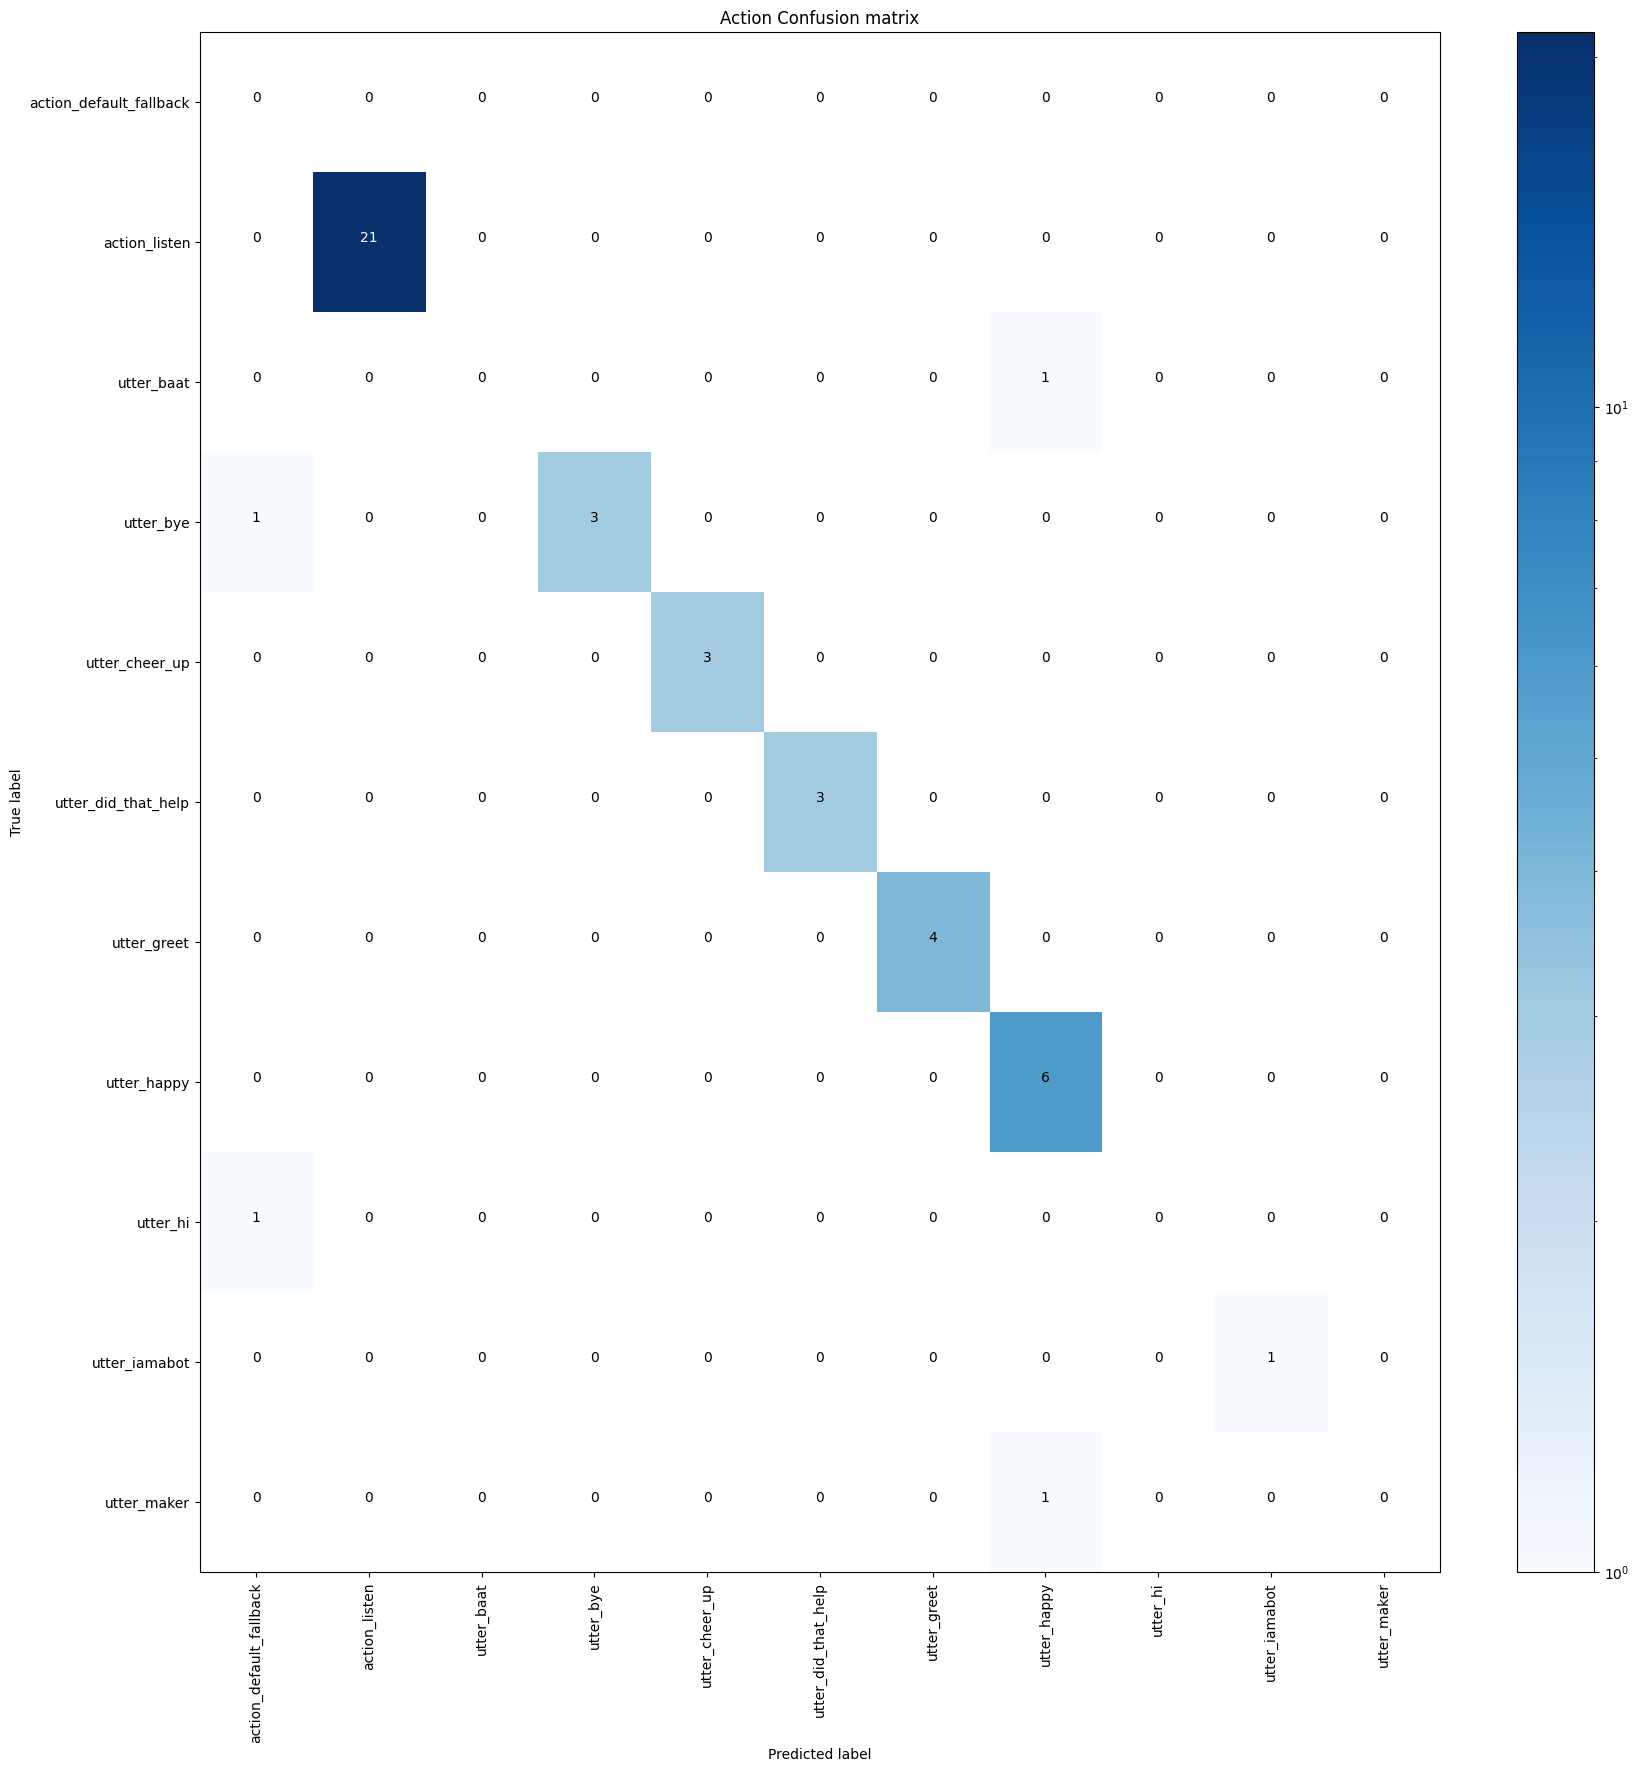 Action Confusion matrix
True label
action_default_fallback 0 0 0 0 0 0 0 0 0 0 0
action_listen 0 21 0 0 0 0 0 0 0 0 0
utter_baat 0 0 0 0 0 0 0 1 0 0 0
utter_bye 1 0 0 3 0 0 0 0 0 0 0
utter_cheer_up 0 0 0 0 3 0 0 0 0 0 0
utter_did_that_help 0 0 0 0 0 3 0 0 0 0 0
utter_greet 0 0 0 0 0 0 4 0 0 0 0
utter_happy 0 0 0 0 0 0 0 6 0 0 0
utter_hi 1 0 0 0 0 0 0 0 0 0 0
utter_iamabot 0 0 0 0 0 0 0 0 0 1 0
utter_maker 0 0 0 0 0 0 0 1 0 0 0
action_default_fallback
action_listen
utter_baat
utter_bye
utter_cheer_up
utter_did_that_help
utter_greet
utter_happy
utter_hi
utter_iamabot
utter_maker
Predicted label
10¹
10⁰